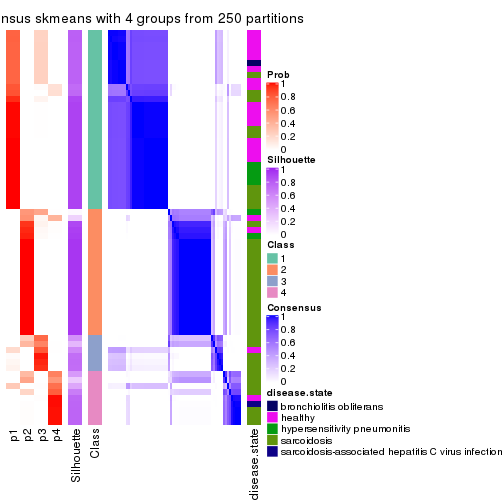 nsus skmeans with 4 groups from 250 partitions
Prob
1
0.8
0.6
0.4
0.2
0
Silhouette
1
0.8
0.6
0.4
0.2
0
Class
1
2
3
4
Consensus
1
0.8
0.6
0.4
0.2
0
disease.state
bronchiolitis obliterans
healthy
hypersensitivity pneumonitis
sarcoidosis
sarcoidosis-associated hepatitis C virus infection
p1
p2
p3
p4
Silhouette
Class
disease.state